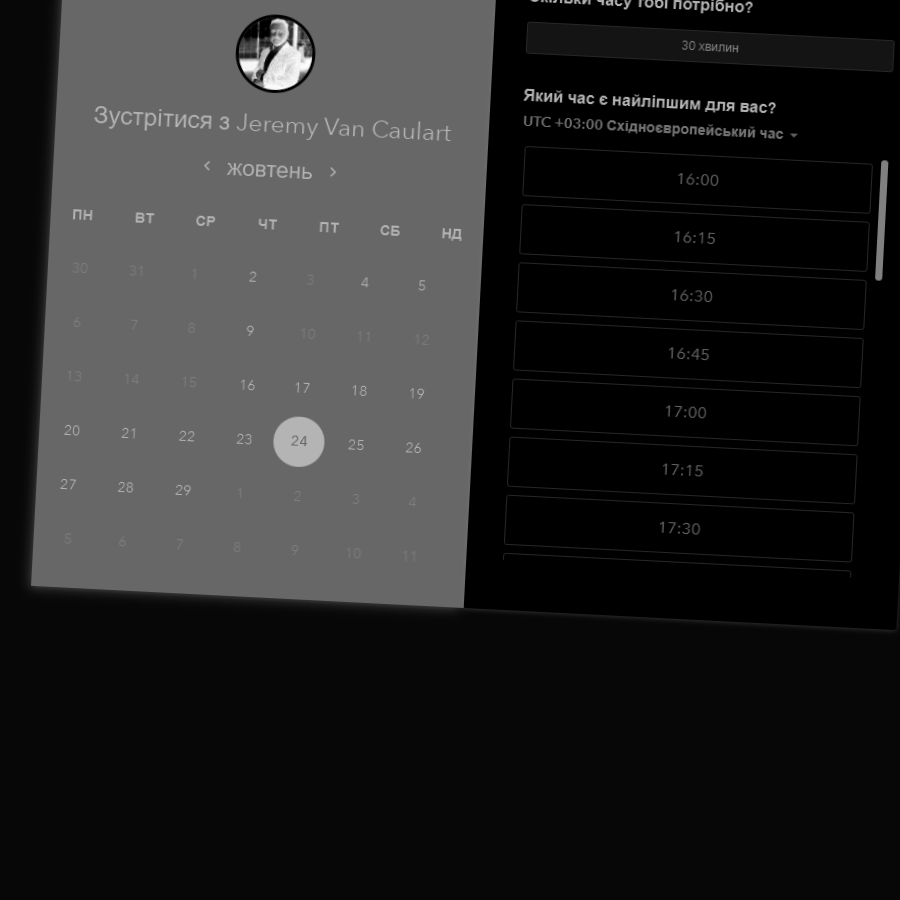 Зустрітися з Jeremy Van Caulart
жовтень
ПН ВТ СР ЧТ ПТ СБ НД
30 31 1 2 3 4 5
6 7 8 9 10 11 12
13 14 15 16 17 18 19
20 21 22 23 24 25 26
27 28 29 1 2 3 4
5 6 7 8 9 10 11
Скільки часу тобі потрібно?
30 хвилин
Який час є найліпшим для вас?
UTC +03:00 Східноєвропейський час
16:00
16:15
16:30
16:45
17:00
17:15
17:30